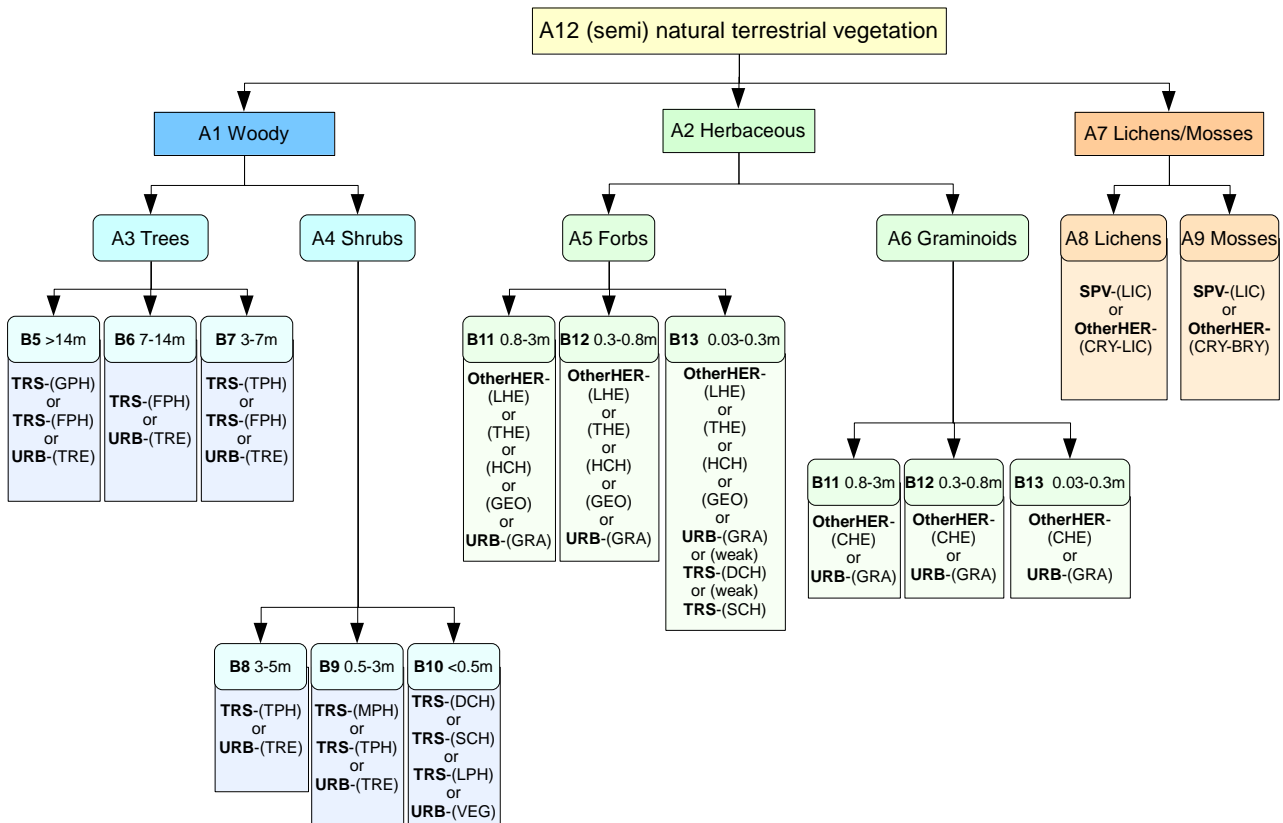 A12 (semi) natural terrestrial vegetation
A1 Woody
A2 Herbaceous
A7 Lichens/Mosses
A3 Trees
A4 Shrubs
A5 Forbs
A6 Graminoids
A8 Lichens
A9 Mosses
SPV-(LIC)
or
OtherHER-
(CRY-LIC)
SPV-(LIC)
or
OtherHER-
(CRY-BRY)
B5 >14m
TRS-(GPH)
or
TRS-(FPH)
or
URB-(TRE)
B6 7-14m
TRS-(FPH)
or
URB-(TRE)
B7 3-7m
TRS-(TPH)
or
TRS-(FPH)
or
URB-(TRE)
B11 0.8-3m
OtherHER-
(LHE)
or
(THE)
or
(HCH)
or
(GEO)
or
URB-(GRA)
B12 0.3-0.8m
OtherHER-
(LHE)
or
(THE)
or
(HCH)
or
(GEO)
or
URB-(GRA)
B13 0.03-0.3m
OtherHER-
(LHE)
or
(THE)
or
(HCH)
or
(GEO)
or
URB-(GRA)
or (weak)
TRS-(DCH)
or (weak)
TRS-(SCH)
B11 0.8-3m
OtherHER-
(CHE)
or
URB-(GRA)
B12 0.3-0.8m
OtherHER-
(CHE)
or
URB-(GRA)
B13 0.03-0.3m
OtherHER-
(CHE)
or
URB-(GRA)
B8 3-5m
TRS-(TPH)
or
URB-(TRE)
B9 0.5-3m
TRS-(MPH)
or
TRS-(TPH)
or
URB-(TRE)
B10 <0.5m
TRS-(DCH)
or
TRS-(SCH)
or
TRS-(LPH)
or
URB-(VEG)